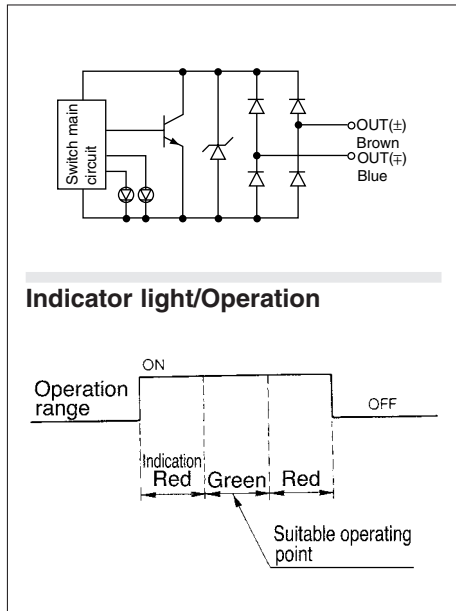 Switch main
circuit
OUT(±)
Brown
OUT(∓)
Blue
Indicator light/Operation
ON
Operation
range
OFF
Indication
Red
Green
Red
Suitable operating
point